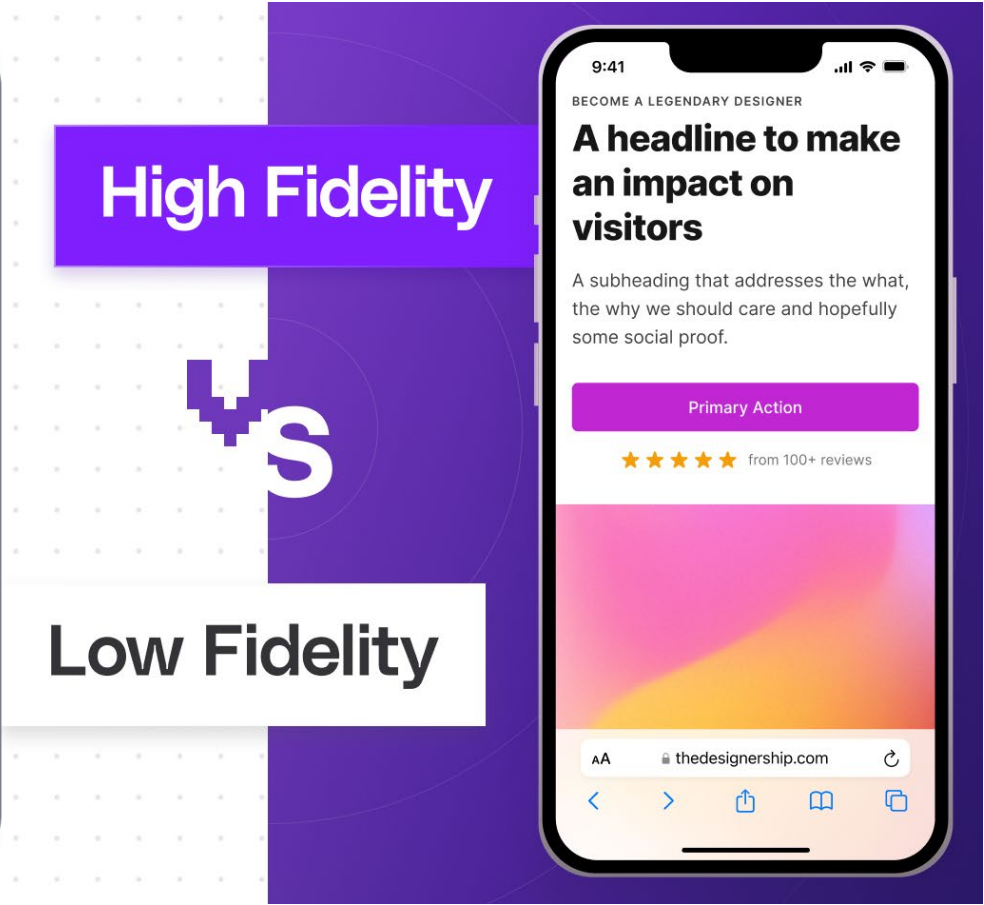 High Fidelity
Vs
Low Fidelity
9:41
BECOME A LEGENDARY DESIGNER
A headline to make
an impact on
visitors
A subheading that addresses the what,
the why we should care and hopefully
some social proof.
Primary Action
from 100+ reviews
AA
thedesignership.com